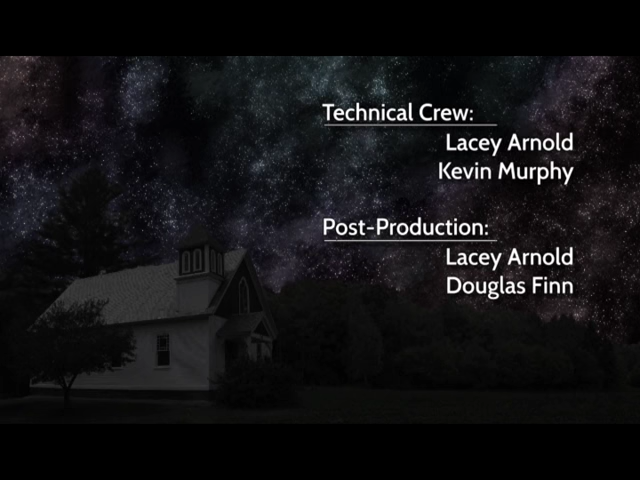 Technical Crew:
Lacey Arnold
Kevin Murphy
Post-Production:
Lacey Arnold
Douglas Finn